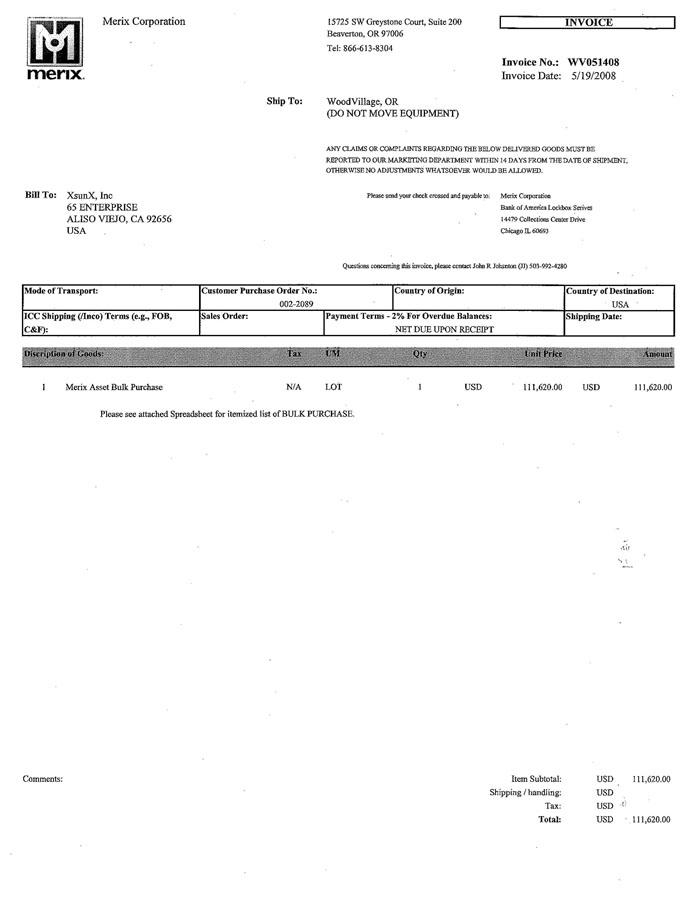 Merix Corporation
15725 SW Greystone Court, Suite 200
Beaverton, OR 97006
Tel: 866-613-8304
INVOICE
Invoice No.: WV051408
Invoice Date: 5/19/2008
merix.
Ship To: WoodVillage, OR
(DO NOT MOVE EQUIPMENT)
ANY CLAIMS OR COMPLAINTS REGARDING THE BELOW DELIVERED GOODS MUST BE
REPORTED TO OUR MARKETING DEPARTMENT WITHIN 14 DAYS FROM THE DATE OF SHIPMENT,
OTHERWISE NO ADJUSTMENTS WHATSOEVER WOULD BE ALLOWED.
Bill To: XsunX, Inc
65 ENTERPRISE
ALISO VIEJO, CA 92656
USA
Please send your check crossed and payable to: Merix Corporation
Bank of America Lockbox Serives
14479 Collections Center Drive
Chicago IL 60693
Questions concerning this invoice, please contact John R Johanton (JJ) 503-992-4280
Mode of Transport: Customer Purchase Order No.: Country of Origin: Country of Destination:
002-2089 USA
ICC Shipping (/Inco) Terms (e.g., FOB, C&F): Sales Order: Payment Terms - 2% For Overdue Balances: Shipping Date:
NET DUE UPON RECEIPT
Discription of Goods: Tax UM Qty Unit Price Amount
1 Merix Asset Bulk Purchase N/A LOT 1 USD 111,620.00 USD 111,620.00
Please see attached Spreadsheet for itemized list of BULK PURCHASE.
Comments:
Item Subtotal: USD 111,620.00
Shipping / handling: USD
Tax: USD
Total: USD 111,620.00